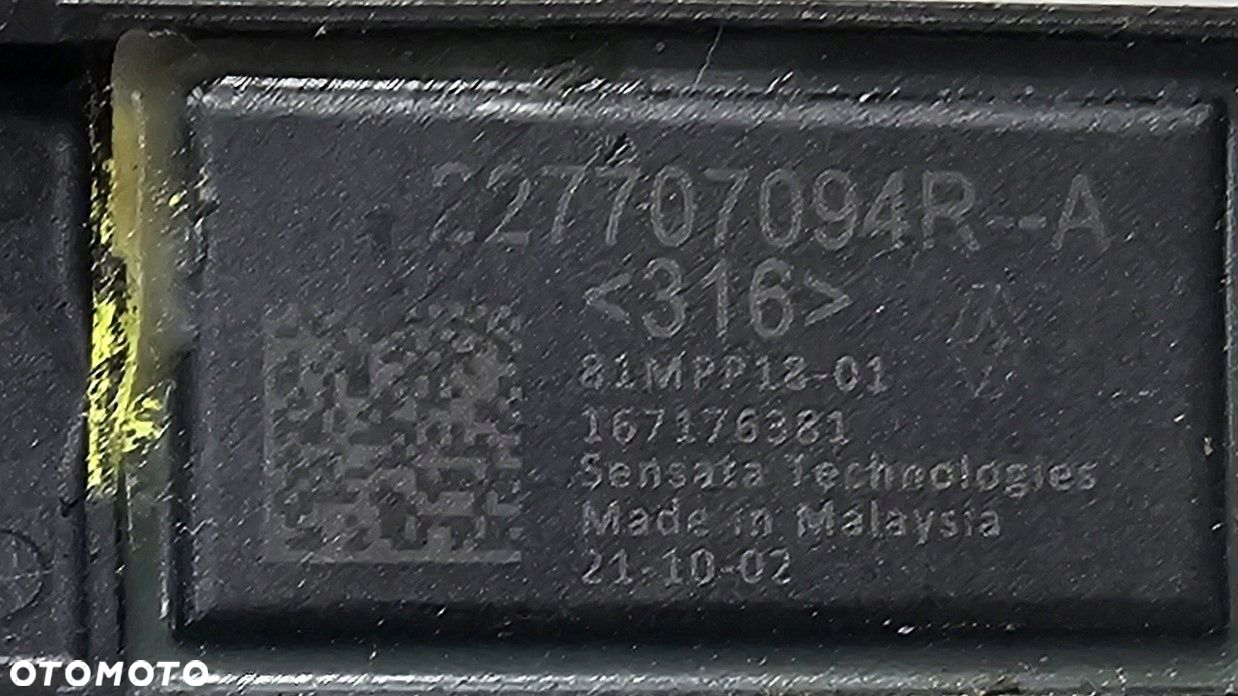 227707094R--A
<316>
81MPP18-01
167176381
Sensata Technologies
Made in Malaysia
21-10-02
OTOMOTO